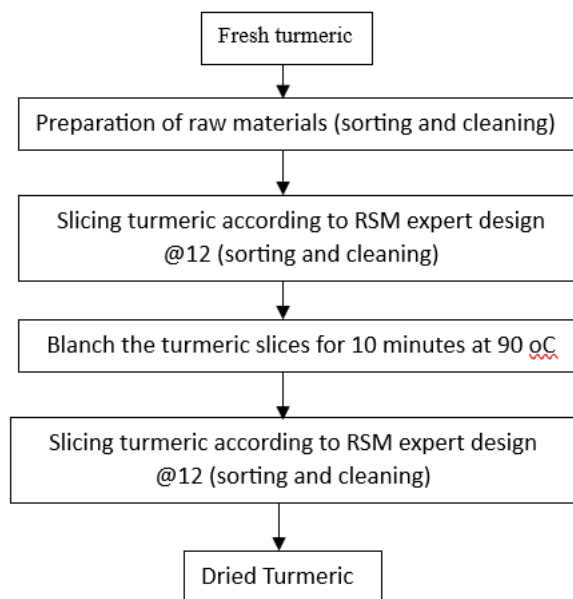 Fresh turmeric
Preparation of raw materials (sorting and cleaning)
Slicing turmeric according to RSM expert design
@12 (sorting and cleaning)
Blanch the turmeric slices for 10 minutes at 90 oC
Slicing turmeric according to RSM expert design
@12 (sorting and cleaning)
Dried Turmeric